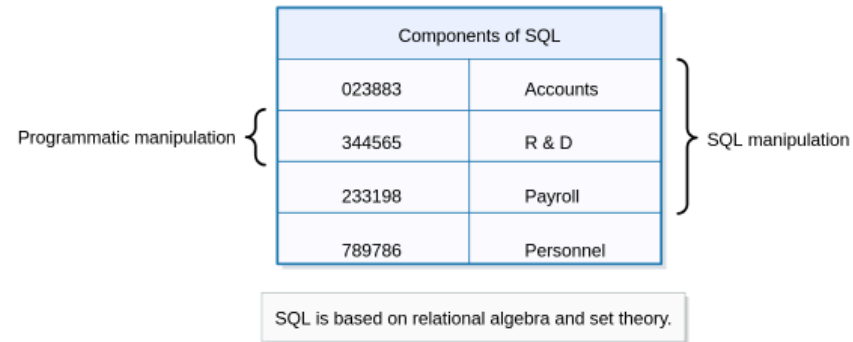 Components of SQL
023883 Accounts
Programmatic manipulation
344565 R & D
SQL manipulation
233198 Payroll
789786 Personnel
SQL is based on relational algebra and set theory.